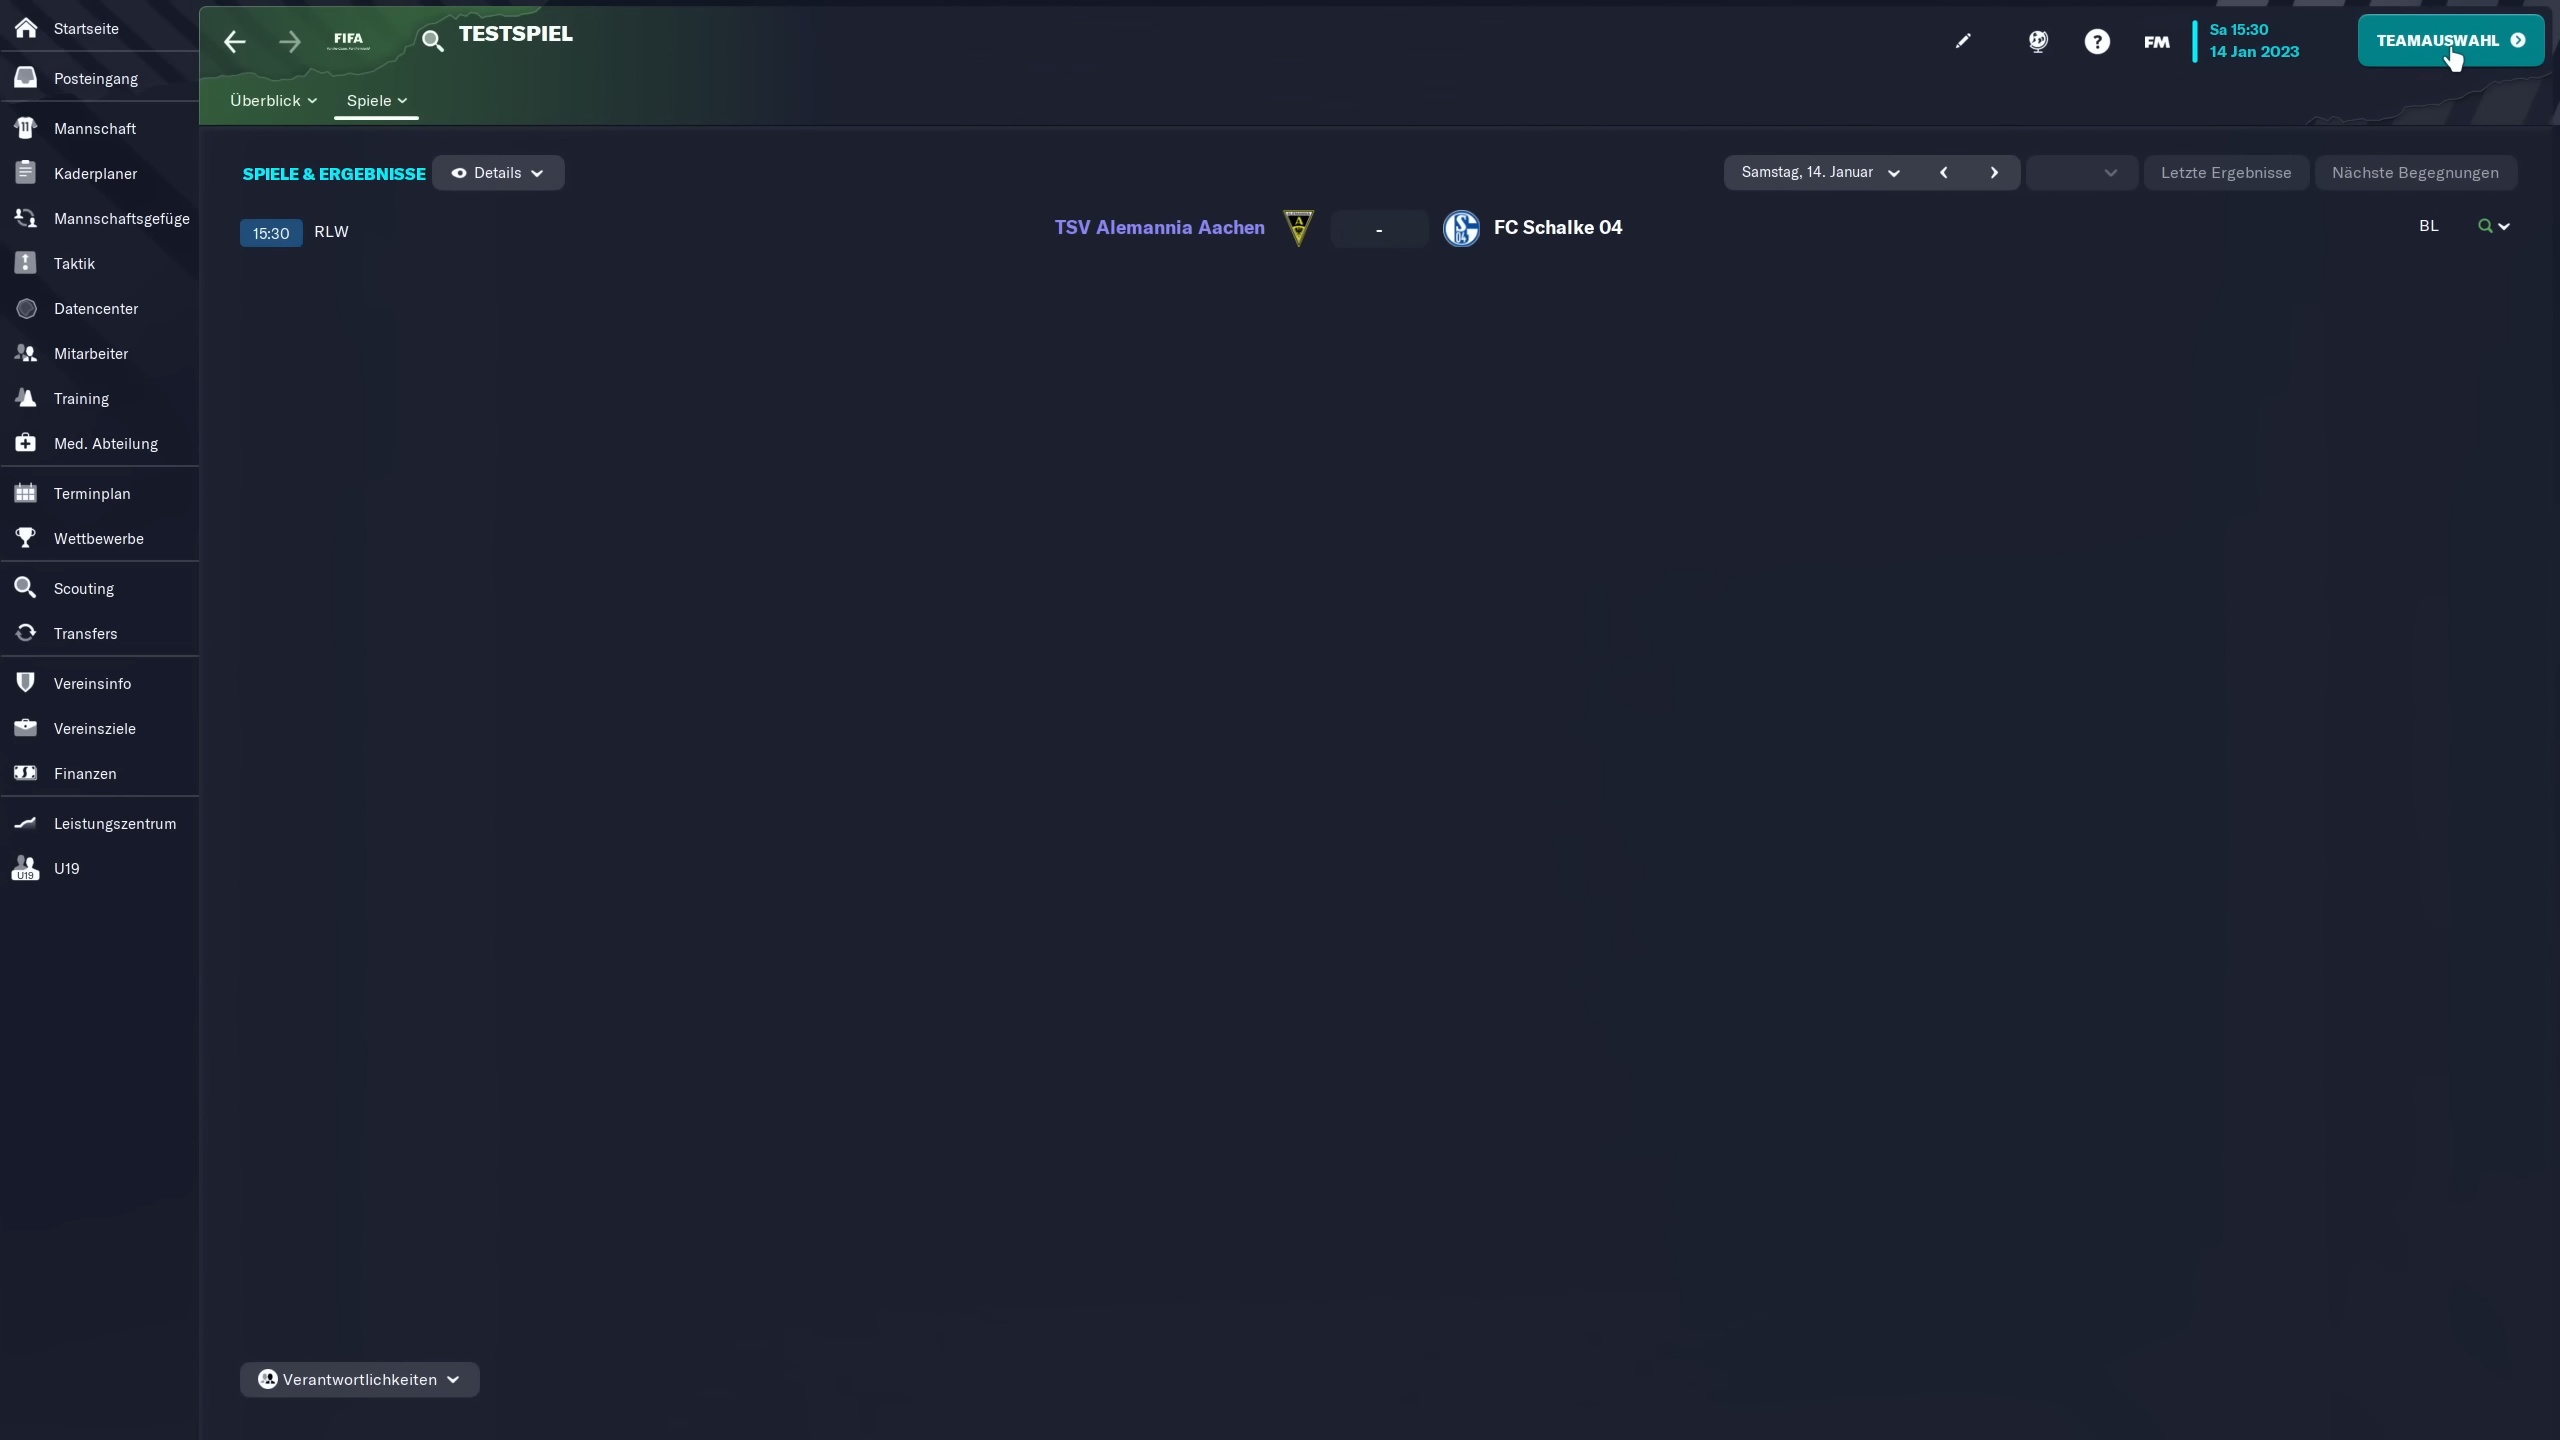 Startseite
Posteingang
Mannschaft
Kaderplaner
Mannschaftsgefüge
Taktik
Datencenter
Mitarbeiter
Training
Med. Abteilung
Terminplan
Wettbewerbe
Scouting
Transfers
Vereinsinfo
Vereinsziele
Finanzen
Leistungszentrum
U19
U19
11
FIFA
TESTSPIEL
FM
Sa 15:30
14 Jan 2023
TEAMAUSWAHL
Überblick
Spiele
SPIELE & ERGEBNISSE
Details
Samstag, 14. Januar
Letzte Ergebnisse
Nächste Begegnungen
15:30 RLW TSV Alemannia Aachen - FC Schalke 04 BL
Verantwortlichkeiten